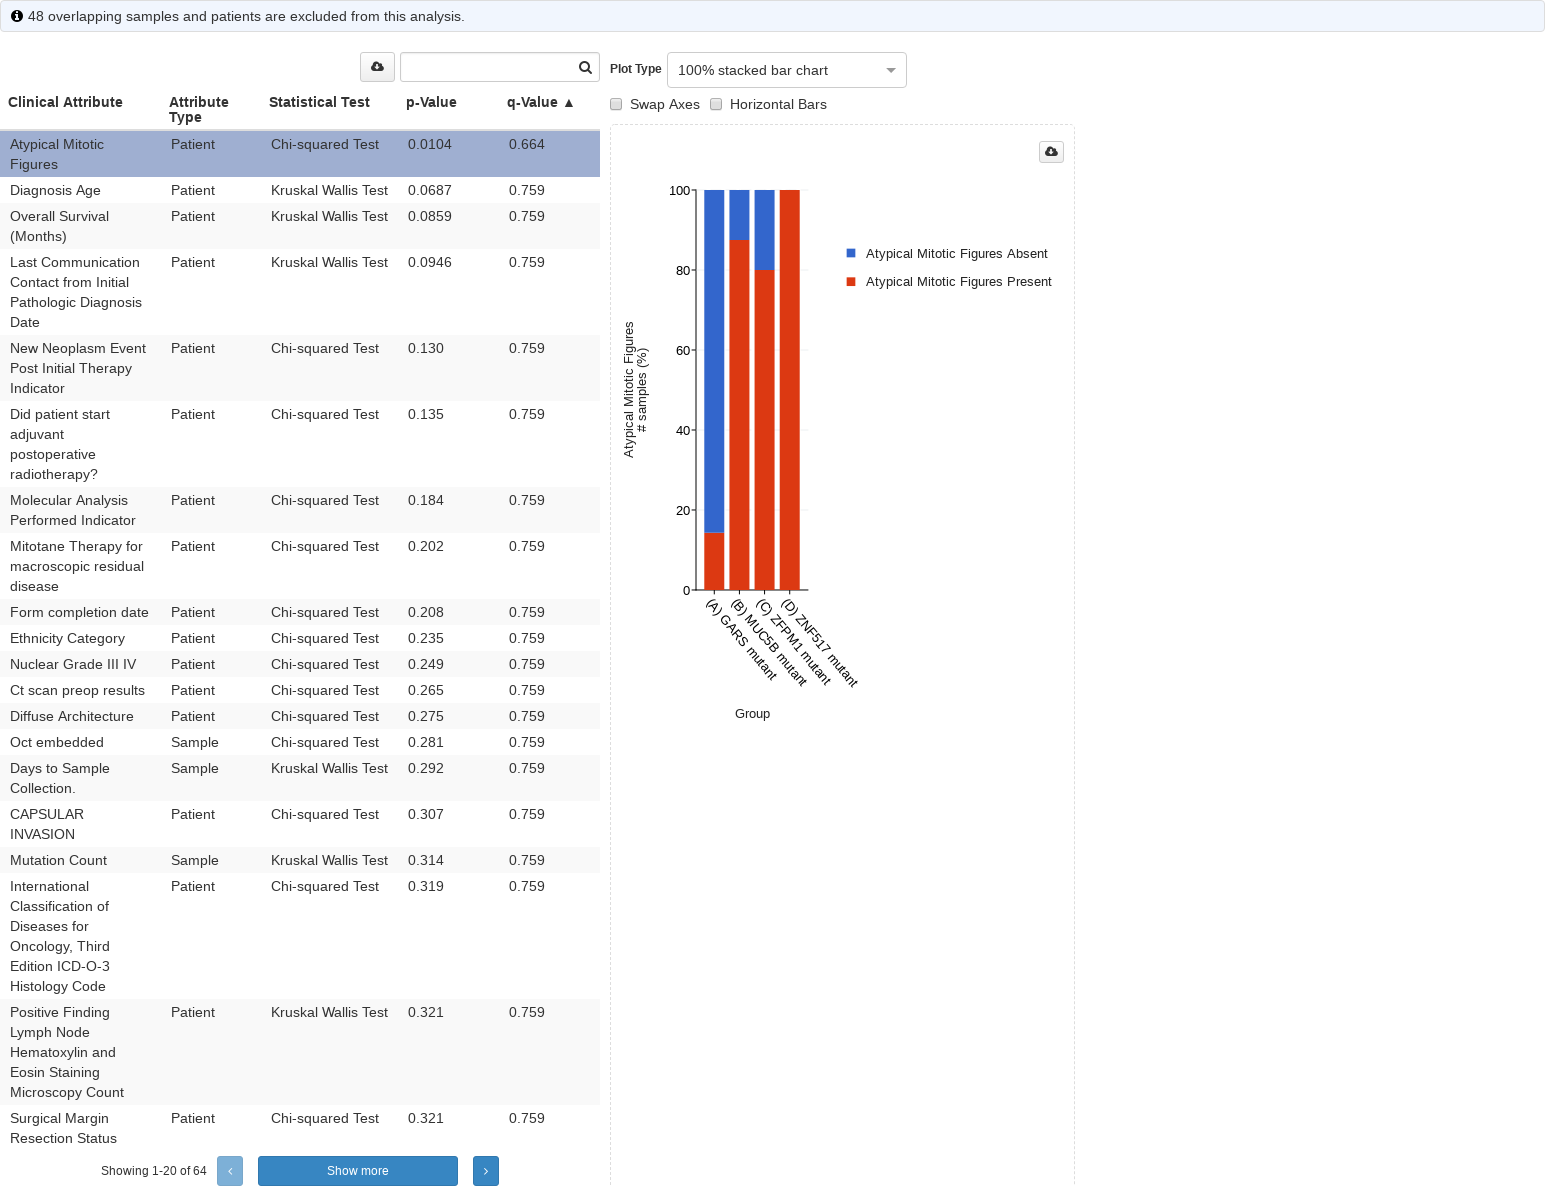 48 overlapping samples and patients are excluded from this analysis.
Clinical Attribute
Attribute
Type
Statistical Test
p-Value
q-Value ▲
Atypical Mitotic
Figures
Patient
Chi-squared Test
0.0104
0.664
Diagnosis Age
Patient
Kruskal Wallis Test
0.0687
0.759
Overall Survival
(Months)
Patient
Kruskal Wallis Test
0.0859
0.759
Last Communication
Contact from Initial
Pathologic Diagnosis
Date
Patient
Kruskal Wallis Test
0.0946
0.759
New Neoplasm Event
Post Initial Therapy
Indicator
Patient
Chi-squared Test
0.130
0.759
Did patient start
adjuvant
postoperative
radiotherapy?
Patient
Chi-squared Test
0.135
0.759
Molecular Analysis
Performed Indicator
Patient
Chi-squared Test
0.184
0.759
Mitotane Therapy for
macroscopic residual
disease
Patient
Chi-squared Test
0.202
0.759
Form completion date
Patient
Chi-squared Test
0.208
0.759
Ethnicity Category
Patient
Chi-squared Test
0.235
0.759
Nuclear Grade III IV
Patient
Chi-squared Test
0.249
0.759
Ct scan preop results
Patient
Chi-squared Test
0.265
0.759
Diffuse Architecture
Patient
Chi-squared Test
0.275
0.759
Oct embedded
Sample
Chi-squared Test
0.281
0.759
Days to Sample
Collection.
Sample
Kruskal Wallis Test
0.292
0.759
CAPSULAR
INVASION
Patient
Chi-squared Test
0.307
0.759
Mutation Count
Sample
Kruskal Wallis Test
0.314
0.759
International
Classification of
Diseases for
Oncology, Third
Edition ICD-O-3
Histology Code
Patient
Chi-squared Test
0.319
0.759
Positive Finding
Lymph Node
Hematoxylin and
Eosin Staining
Microscopy Count
Patient
Kruskal Wallis Test
0.321
0.759
Surgical Margin
Resection Status
Patient
Chi-squared Test
0.321
0.759
Showing 1-20 of 64
Show more
Plot Type
100% stacked bar chart
Swap Axes
Horizontal Bars
100
80
60
40
20
0
Atypical Mitotic Figures
# samples (%)
(A) GARS mutant
(B) MUC5B mutant
(C) ZFPM1 mutant
(D) ZNF517 mutant
Group
Atypical Mitotic Figures Absent
Atypical Mitotic Figures Present